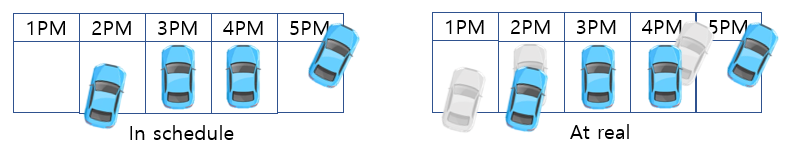 1PM 2PM 3PM 4PM 5PM
In schedule
1PM 2PM 3PM 4PM 5PM
At real